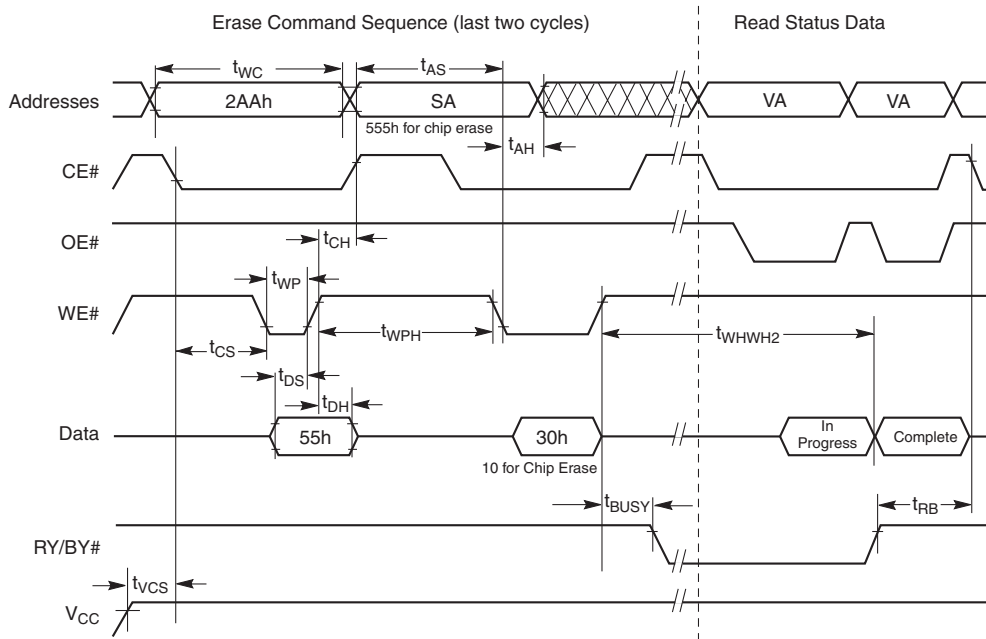 Erase Command Sequence (last two cycles)
Read Status Data
tWC
tAS
Addresses
2AAh
SA
VA
VA
555h for chip erase
tAH
CE#
OE#
tCH
tWP
WE#
tWPH
tWHWH2
tCS
tDS
tDH
Data
55h
30h
In
Progress
Complete
10 for Chip Erase
tBUSY
tRB
RY/BY#
tVCS
VCC